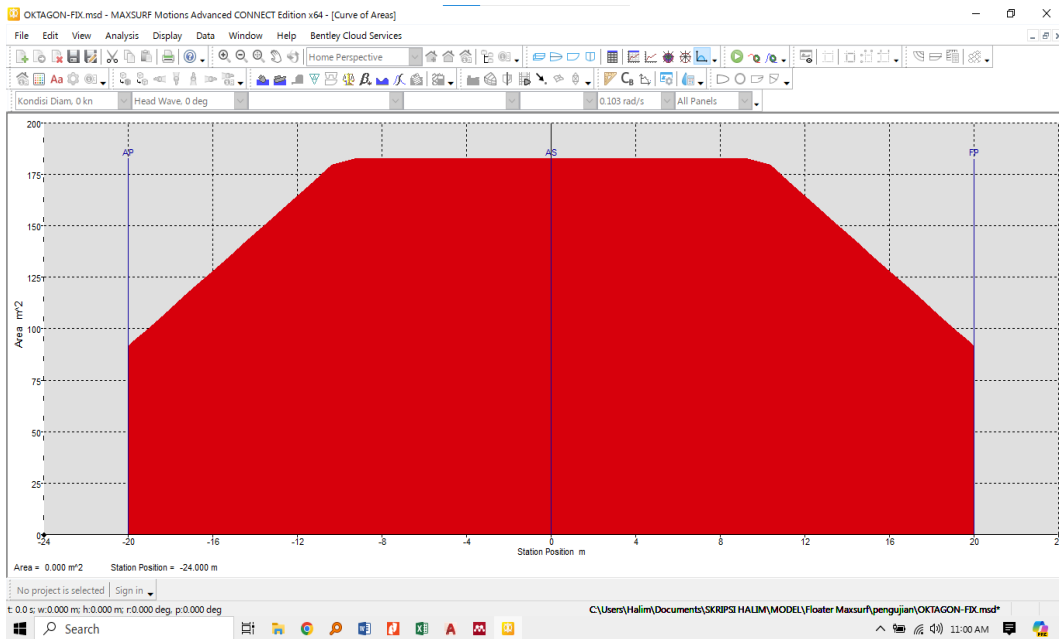 OKTAGON-FIX.msd - MAXSURF Motions Advanced CONNECT Edition x64 - [Curve of Areas]
File Edit View Analysis Display Data Window Help Bentley Cloud Services
Home Perspective
Kondisi Diam, 0 kn Head Wave, 0 deg 0.103 rad/s All Panels
200
AP AS FP
175
150
125
Area m^2
100
75
50
25
0
-24 -20 -16 -12 -8 -4 0 4 8 12 16 20 2
Station Position m
Area = 0.000 m^2 Station Position = -24.000 m
No project is selected Sign in
t: 0.0 s; w:0.000 m; h:0.000 m; r:0.000 deg, p:0.000 deg C:\Users\Halim\Documents\SKRIPSI HALIM\MODEL\Floater Maxsurf\pengujian\OKTAGON-FIX.msd*
Search 11:00 AM